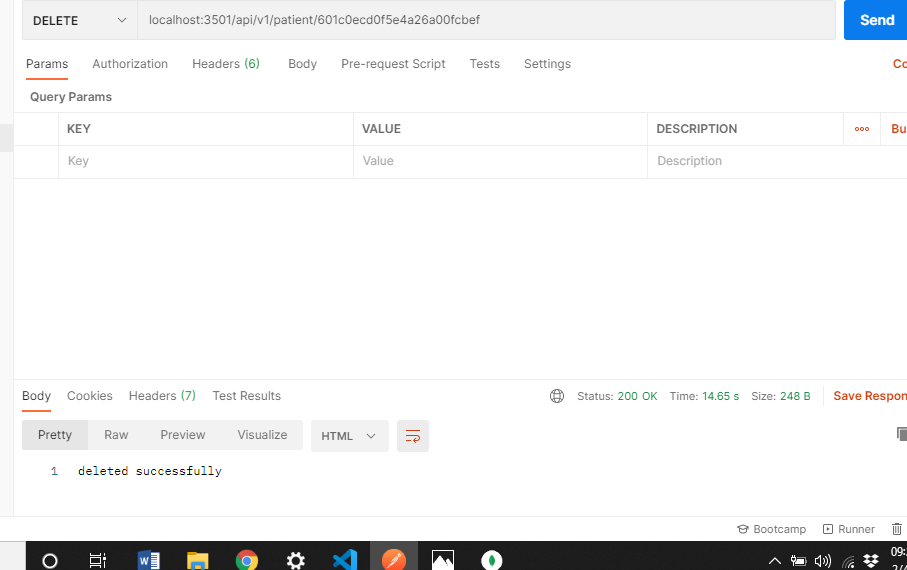 DELETE localhost:3501/api/v1/patient/601c0ecd0f5e4a26a00fcbef Send
Params Authorization Headers (6) Body Pre-request Script Tests Settings Co
Query Params
KEY VALUE DESCRIPTION Bu
Key Value Description
Body Cookies Headers (7) Test Results Status: 200 OK Time: 14.65 s Size: 248 B Save Respon
Pretty Raw Preview Visualize HTML
1 deleted successfully
Bootcamp Runner
09: